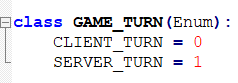 class GAME_TURN(Enum):
    CLIENT_TURN = 0
    SERVER_TURN = 1